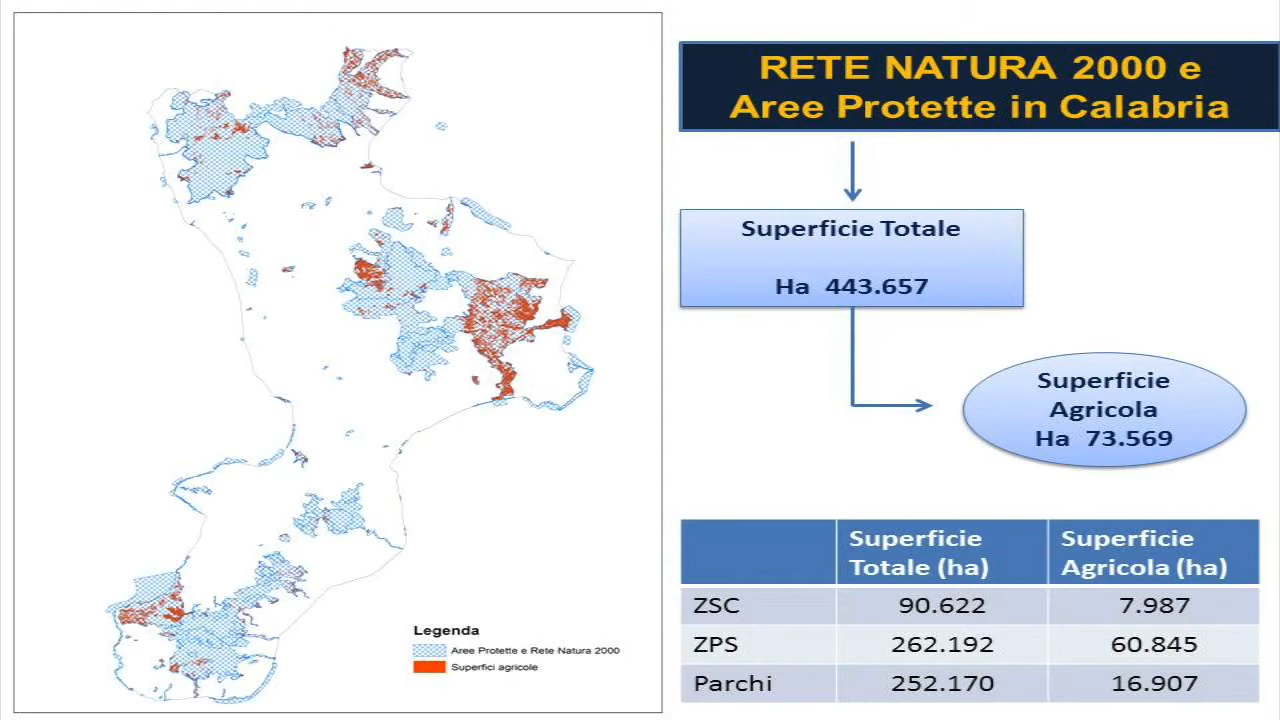 RETE NATURA 2000 e
Aree Protette in Calabria
Superficie Totale
Ha 443.657
Superficie
Agricola
Ha 73.569
Legenda
Aree Protette e Rete Natura 2000
Superfici agricole
Superficie Totale (ha) Superficie Agricola (ha)
ZSC 90.622 7.987
ZPS 262.192 60.845
Parchi 252.170 16.907